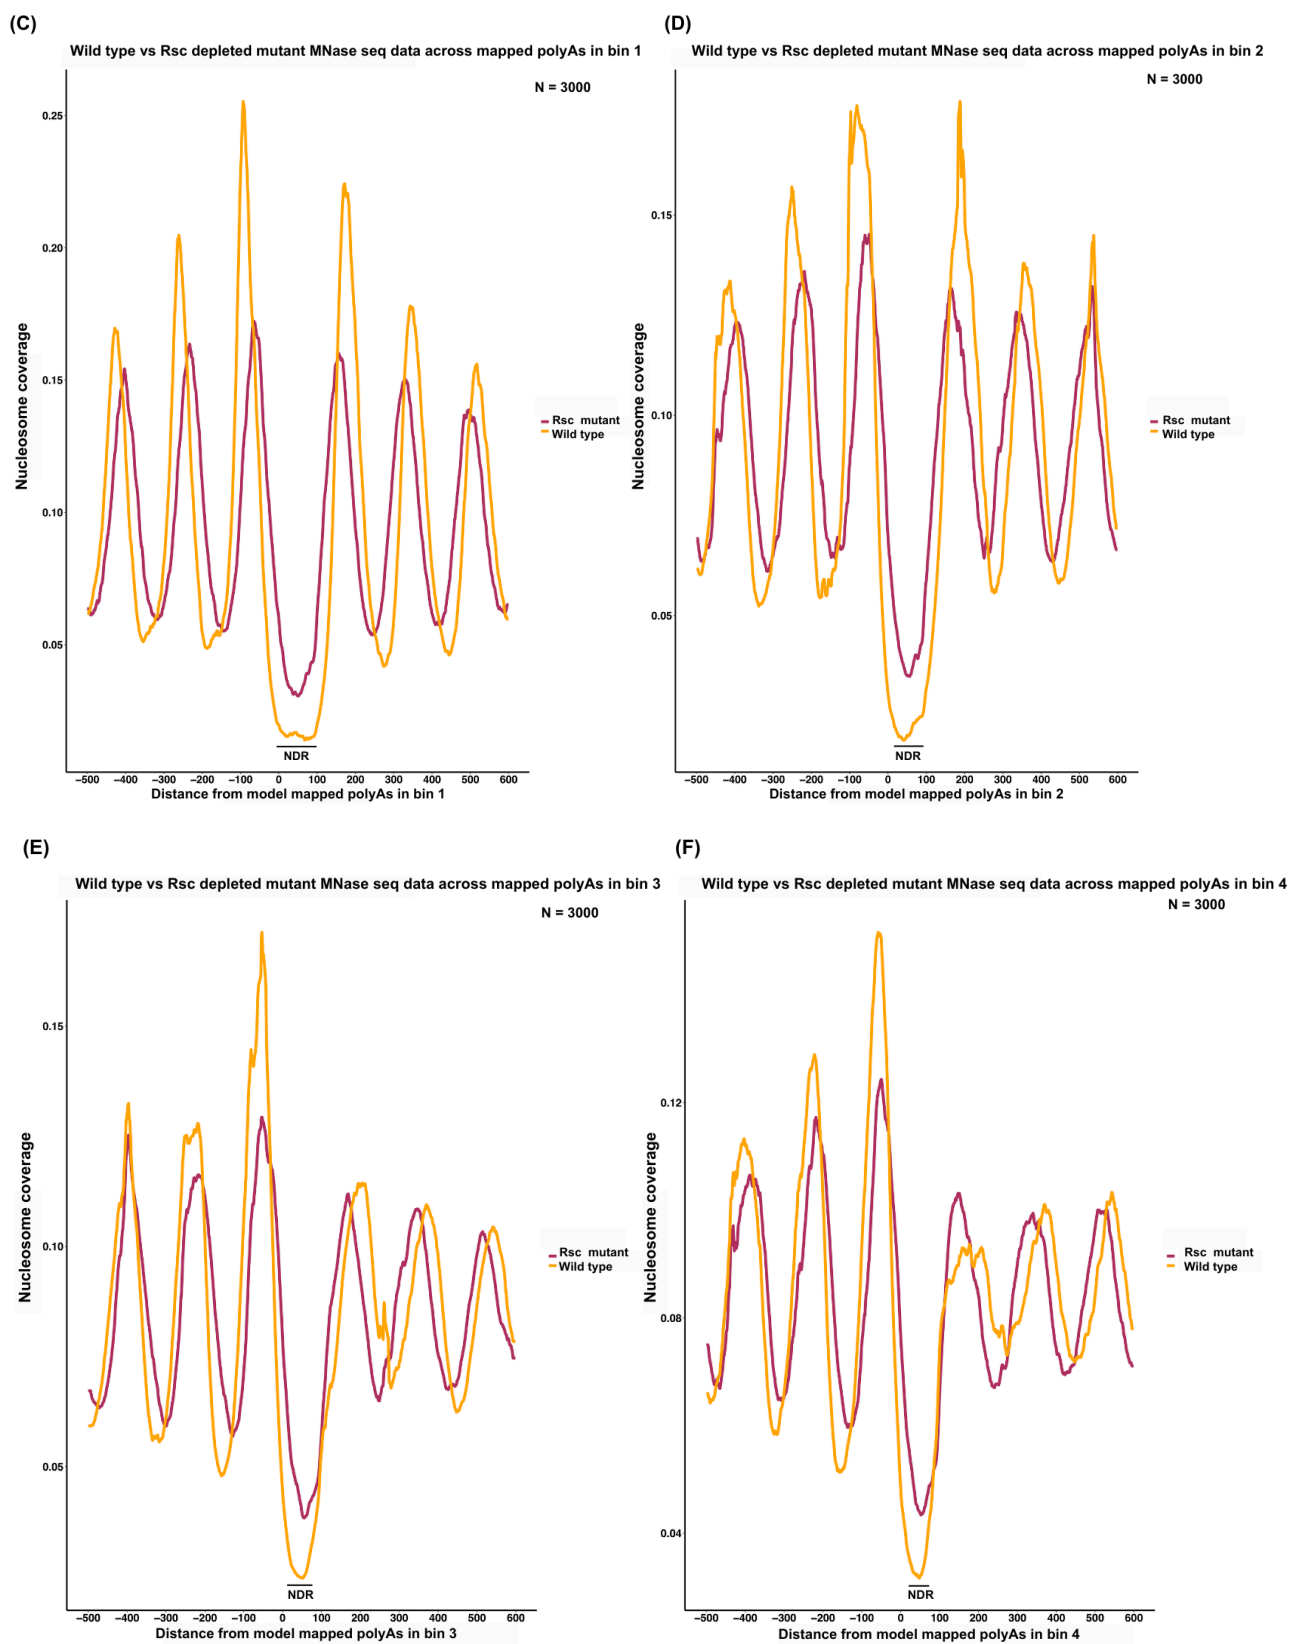 (C)
Wild type vs Rsc depleted mutant MNase seq data across mapped polyAs in bin 1
N = 3000
0.25
0.20
0.15
0.10
0.05
Nucleosome coverage
Rsc mutant
Wild type
NDR
−500 −400 −300 −200 −100 0 100 200 300 400 500 600
Distance from model mapped polyAs in bin 1
(D)
Wild type vs Rsc depleted mutant MNase seq data across mapped polyAs in bin 2
N = 3000
0.15
0.10
0.05
Nucleosome coverage
Rsc mutant
Wild type
NDR
−500 −400 −300 −200 −100 0 100 200 300 400 500 600
Distance from model mapped polyAs in bin 2
(E)
Wild type vs Rsc depleted mutant MNase seq data across mapped polyAs in bin 3
N = 3000
0.15
0.10
0.05
Nucleosome coverage
Rsc mutant
Wild type
NDR
−500 −400 −300 −200 −100 0 100 200 300 400 500 600
Distance from model mapped polyAs in bin 3
(F)
Wild type vs Rsc depleted mutant MNase seq data across mapped polyAs in bin 4
N = 3000
0.12
0.08
0.04
Nucleosome coverage
Rsc mutant
Wild type
NDR
−500 −400 −300 −200 −100 0 100 200 300 400 500 600
Distance from model mapped polyAs in bin 4